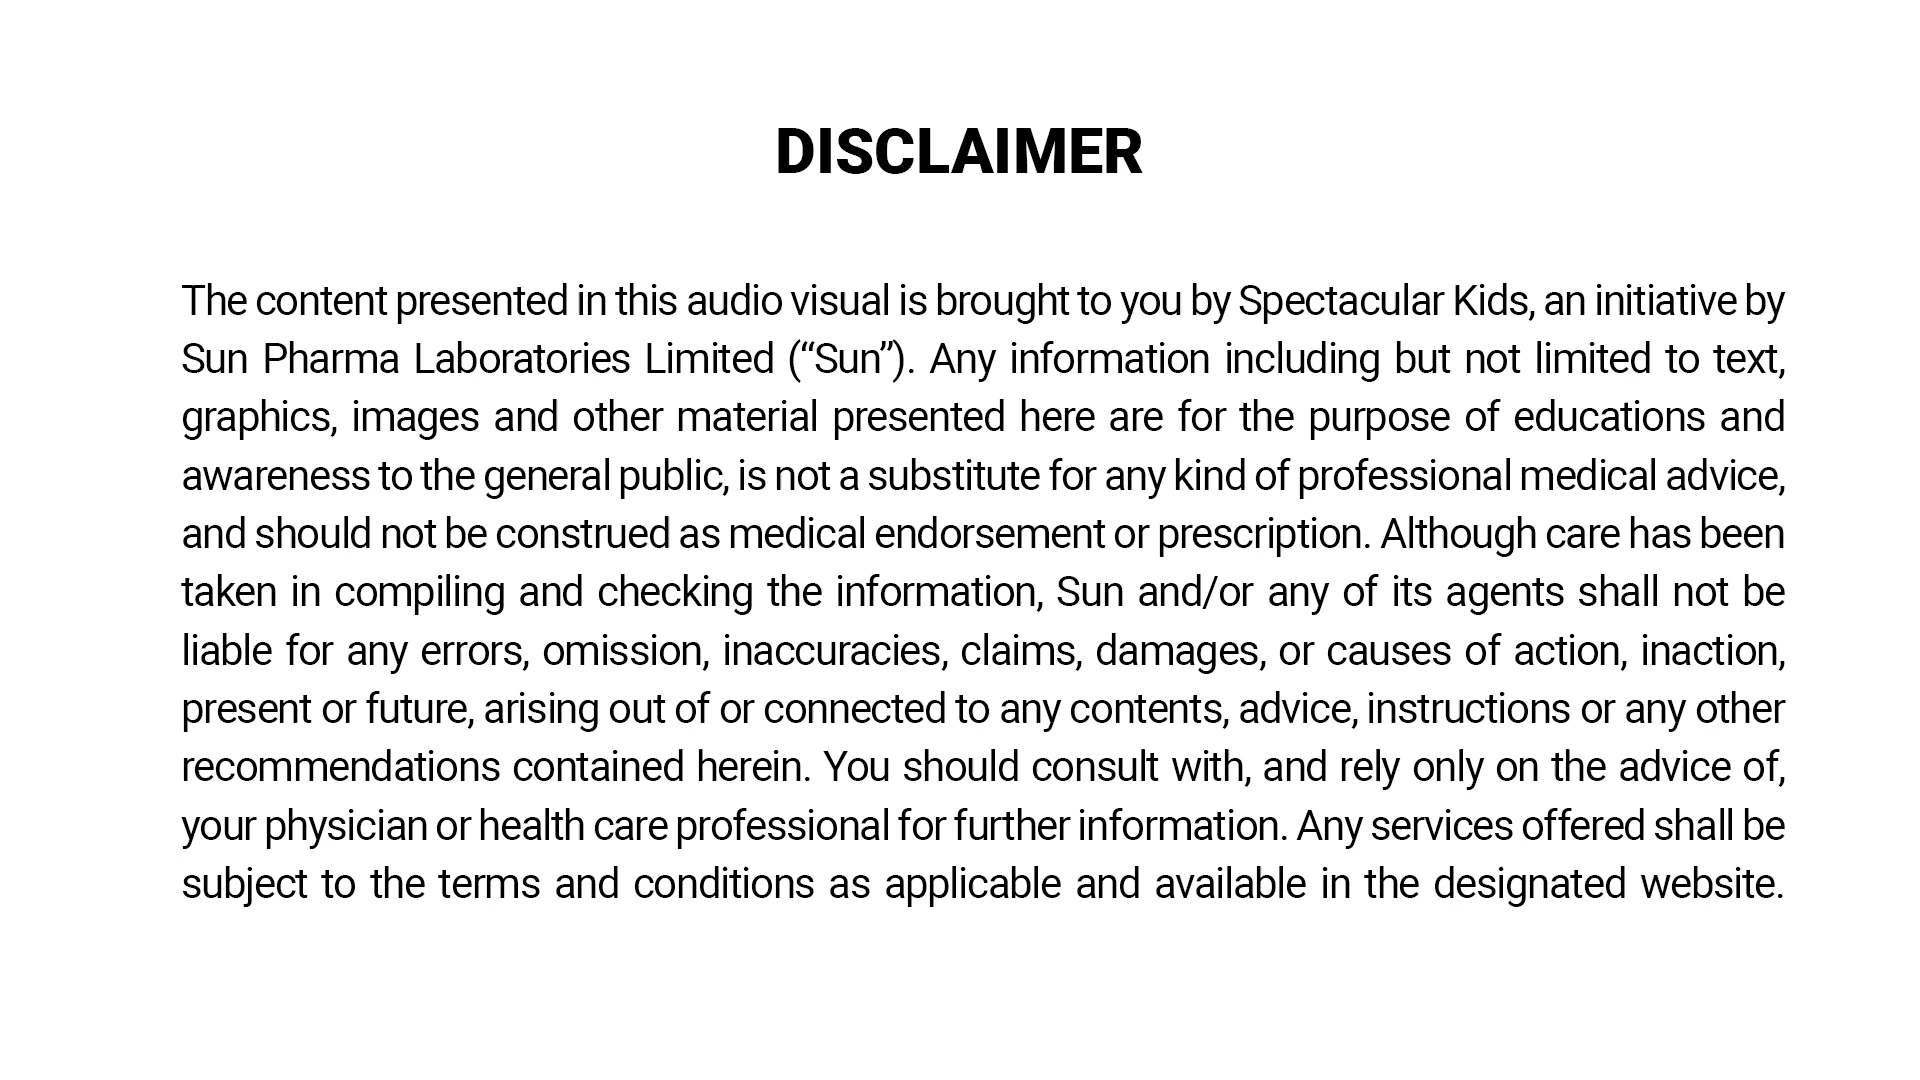 DISCLAIMER
The content presented in this audio visual is brought to you by Spectacular Kids, an initiative by
Sun Pharma Laboratories Limited (“Sun”). Any information including but not limited to text,
graphics, images and other material presented here are for the purpose of educations and
awareness to the general public, is not a substitute for any kind of professional medical advice,
and should not be construed as medical endorsement or prescription. Although care has been
taken in compiling and checking the information, Sun and/or any of its agents shall not be
liable for any errors, omission, inaccuracies, claims, damages, or causes of action, inaction,
present or future, arising out of or connected to any contents, advice, instructions or any other
recommendations contained herein. You should consult with, and rely only on the advice of,
your physician or health care professional for further information. Any services offered shall be
subject to the terms and conditions as applicable and available in the designated website.